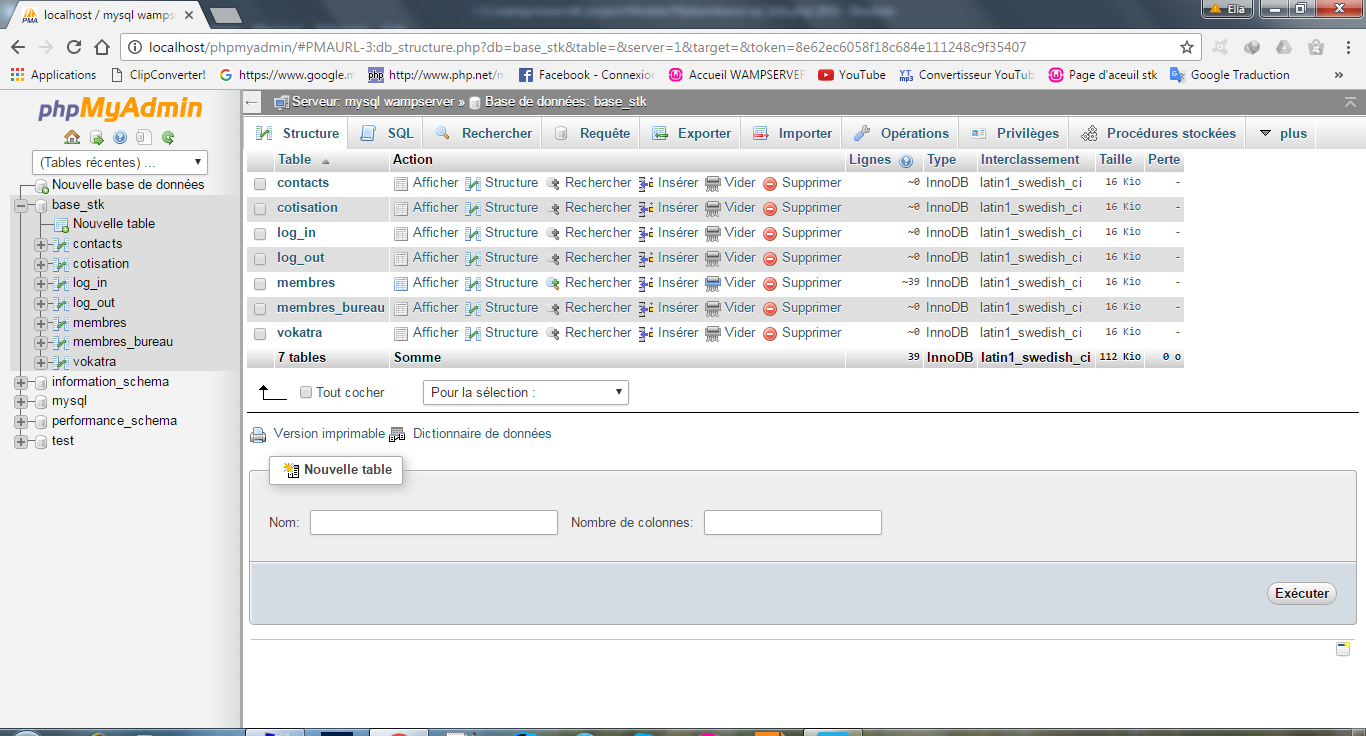 localhost / mysql wampse
Ella
localhost/phpmyadmin/#PMAURL-3:db_structure.php?db=base_stk&table=&server=1&target=&token=8e62ec6058f18c684e111248c9f35407
Applications ClipConverter! https://www.google.m http://www.php.net/m Facebook - Connexion Accueil WAMPSERVER YouTube Convertisseur YouTub Page d'aceuil stk Google Traduction »
phpMyAdmin
(Tables récentes) ...
Nouvelle base de données
base_stk
Nouvelle table
contacts
cotisation
log_in
log_out
membres
membres_bureau
vokatra
information_schema
mysql
performance_schema
test
Serveur: mysql wampserver » Base de données: base_stk
Structure SQL Rechercher Requête Exporter Importer Opérations Privilèges Procédures stockées plus
Table Action Lignes Type Interclassement Taille Perte
contacts Afficher Structure Rechercher Insérer Vider Supprimer ~0 InnoDB latin1_swedish_ci 16 Kio -
cotisation Afficher Structure Rechercher Insérer Vider Supprimer ~0 InnoDB latin1_swedish_ci 16 Kio -
log_in Afficher Structure Rechercher Insérer Vider Supprimer ~0 InnoDB latin1_swedish_ci 16 Kio -
log_out Afficher Structure Rechercher Insérer Vider Supprimer ~0 InnoDB latin1_swedish_ci 16 Kio -
membres Afficher Structure Rechercher Insérer Vider Supprimer ~39 InnoDB latin1_swedish_ci 16 Kio -
membres_bureau Afficher Structure Rechercher Insérer Vider Supprimer ~0 InnoDB latin1_swedish_ci 16 Kio -
vokatra Afficher Structure Rechercher Insérer Vider Supprimer ~0 InnoDB latin1_swedish_ci 16 Kio -
7 tables Somme 39 InnoDB latin1_swedish_ci 112 Kio 0 o
Tout cocher Pour la sélection :
Version imprimable Dictionnaire de données
Nouvelle table
Nom: Nombre de colonnes:
Exécuter